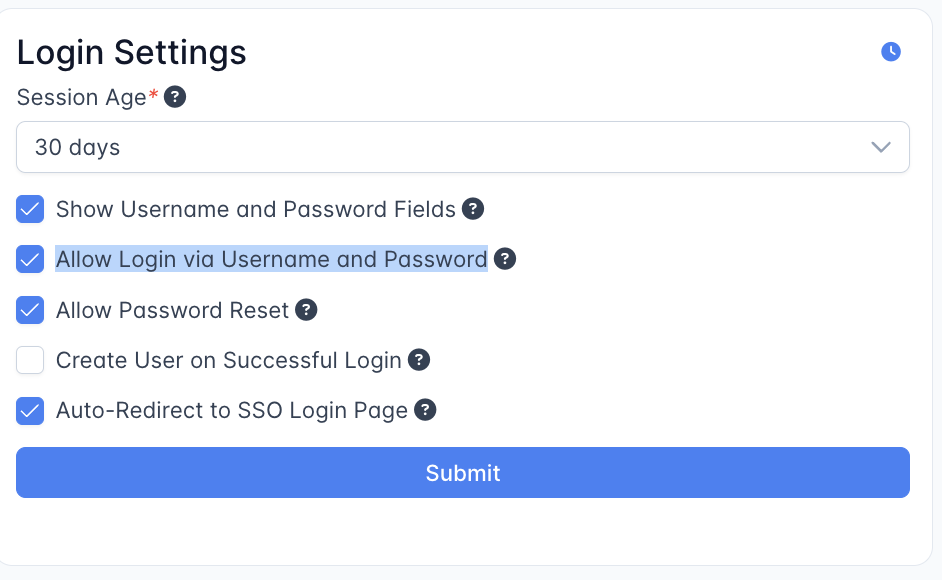 Login Settings
Session Age* ?
30 days
Show Username and Password Fields ?
Allow Login via Username and Password ?
Allow Password Reset ?
Create User on Successful Login ?
Auto-Redirect to SSO Login Page ?
Submit